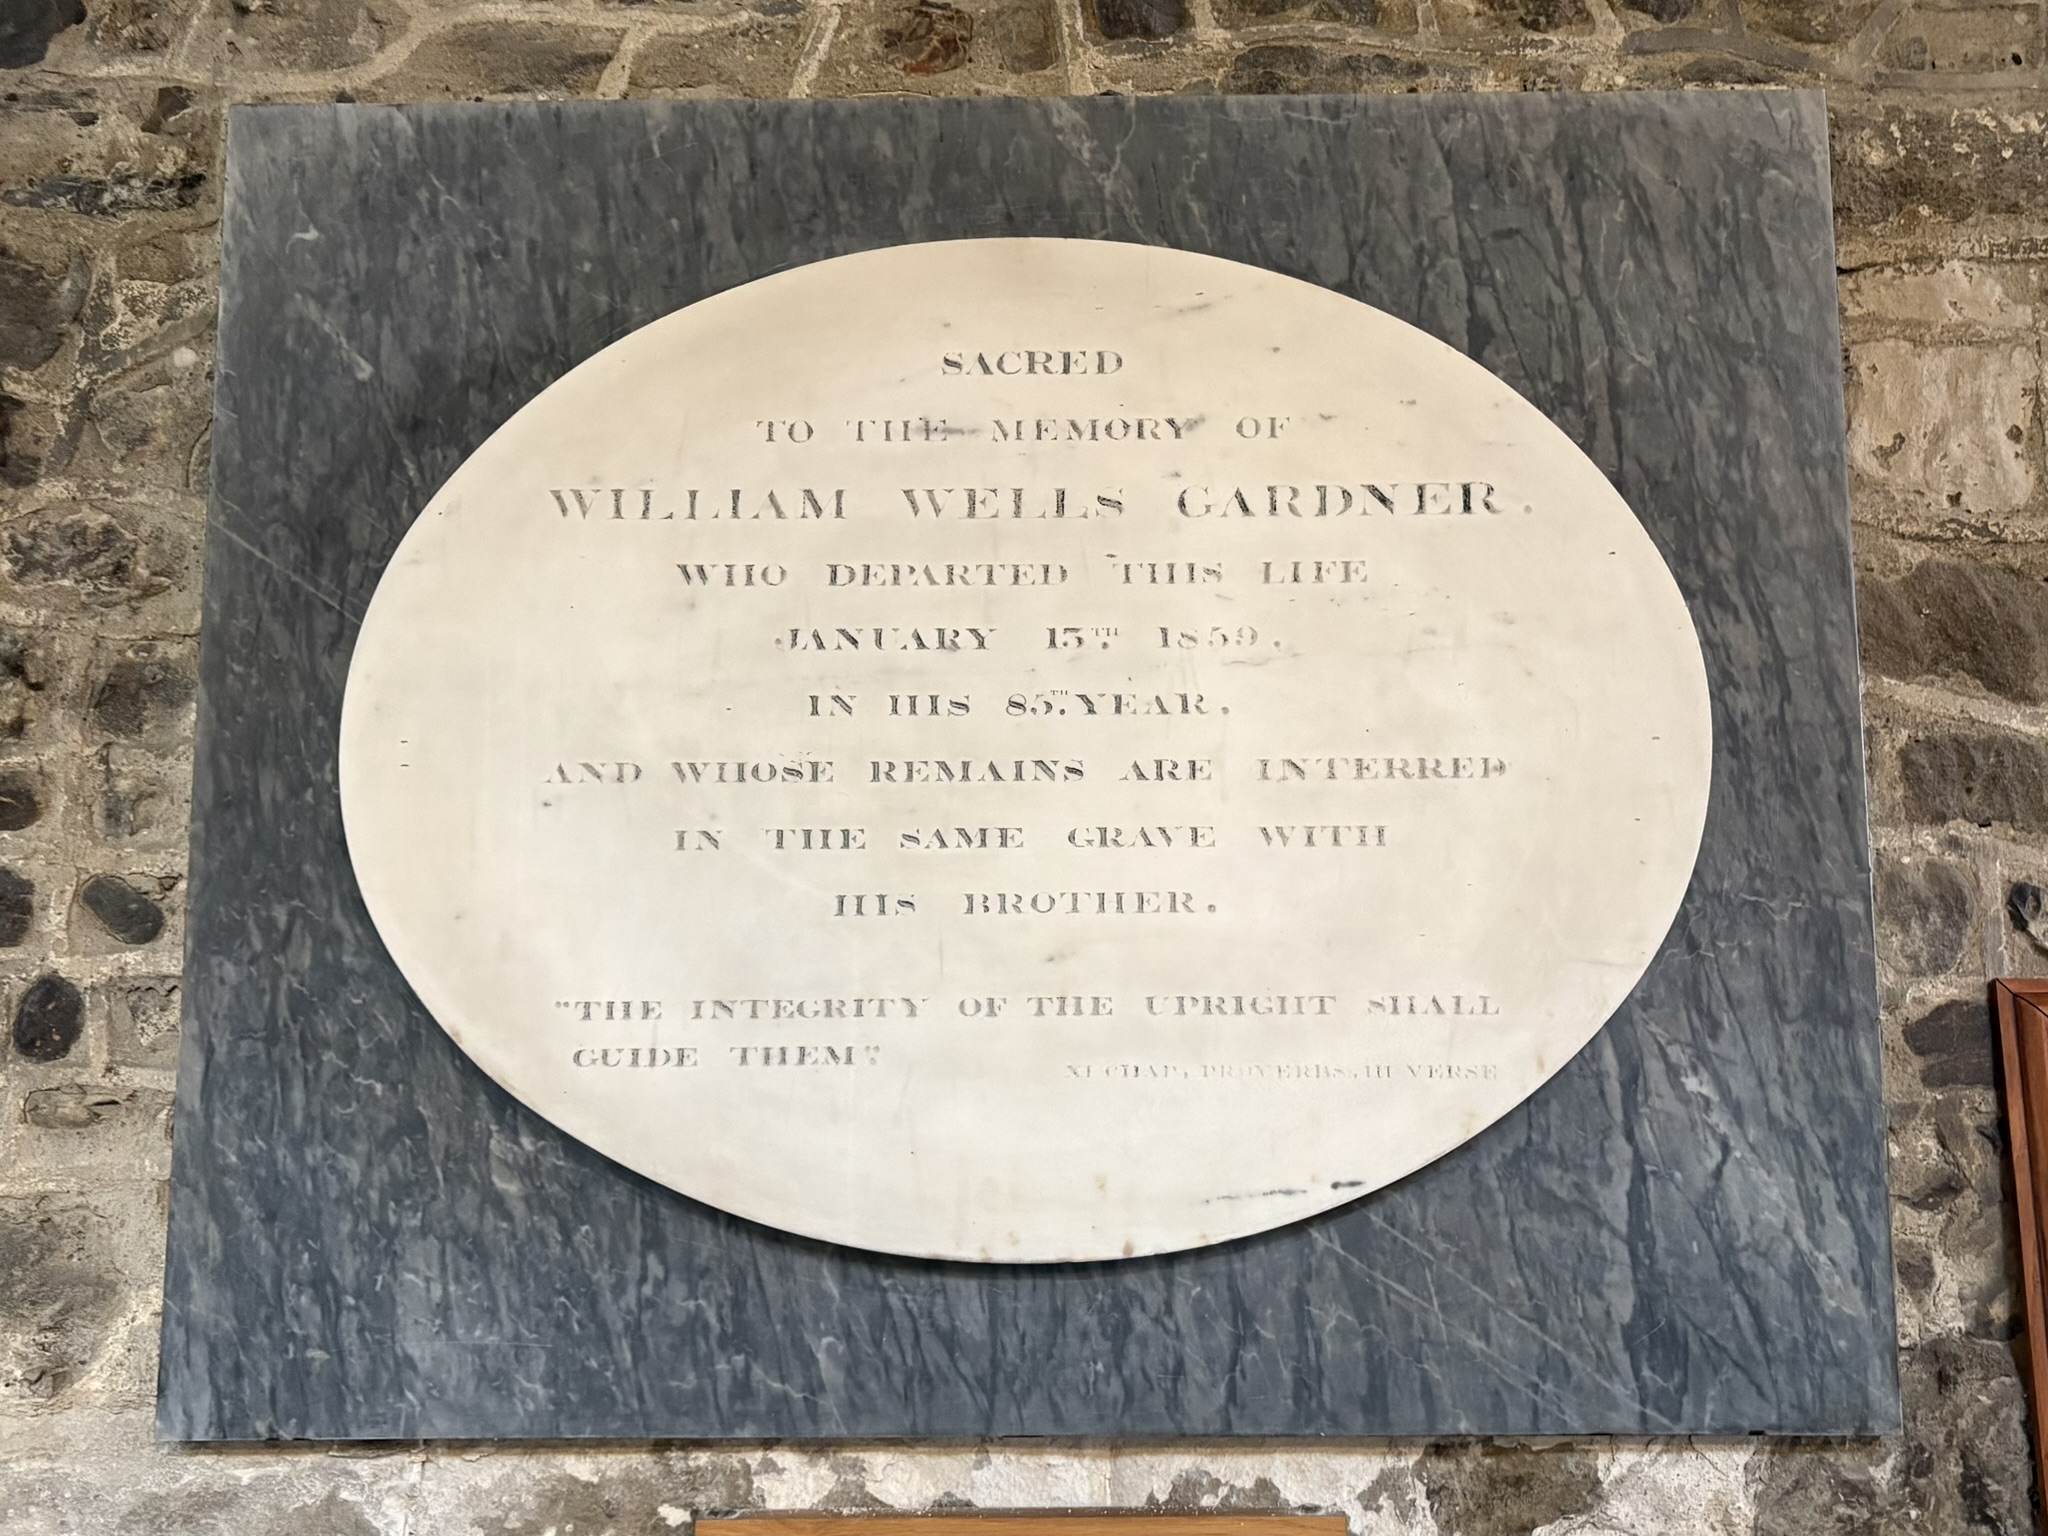 SACRED
TO THE MEMORY OF
WILLIAM WELLS GARDNER.
WHO DEPARTED THIS LIFE
JANUARY 15TH 1859.
IN HIS 85TH YEAR.
AND WHOSE REMAINS ARE INTERRED
IN THE SAME GRAVE WITH
HIS BROTHER.
"THE INTEGRITY OF THE UPRIGHT SHALL
GUIDE THEM".
XI CHAP, PROVERBS, III VERSE